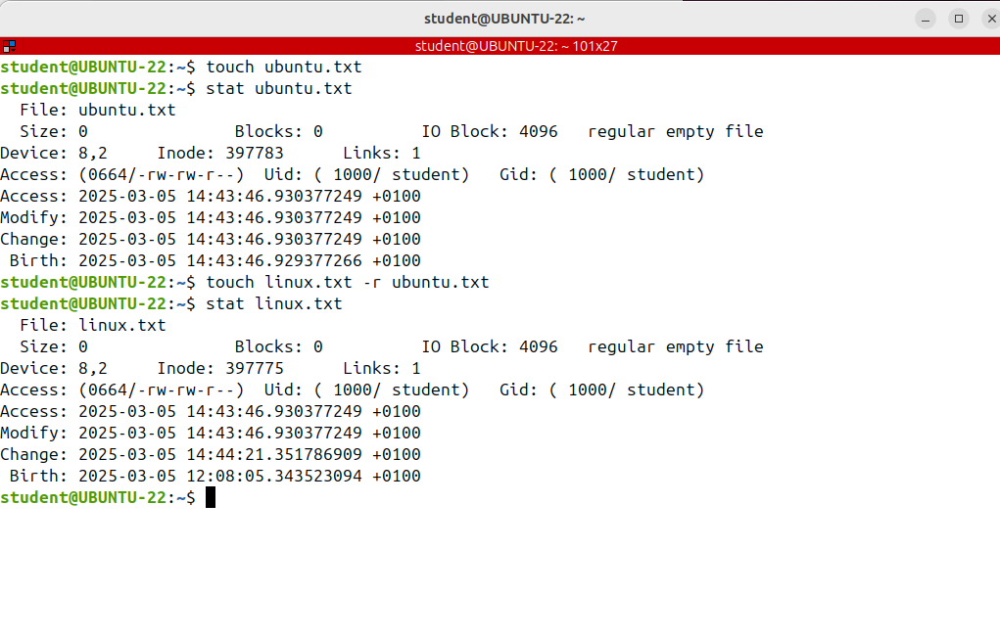 student@UBUNTU-22: ~
student@UBUNTU-22: ~ 101x27
student@UBUNTU-22:~$ touch ubuntu.txt
student@UBUNTU-22:~$ stat ubuntu.txt
  File: ubuntu.txt
  Size: 0               Blocks: 0          IO Block: 4096   regular empty file
Device: 8,2     Inode: 397783      Links: 1
Access: (0664/-rw-rw-r--)  Uid: ( 1000/ student)   Gid: ( 1000/ student)
Access: 2025-03-05 14:43:46.930377249 +0100
Modify: 2025-03-05 14:43:46.930377249 +0100
Change: 2025-03-05 14:43:46.930377249 +0100
 Birth: 2025-03-05 14:43:46.929377266 +0100
student@UBUNTU-22:~$ touch linux.txt -r ubuntu.txt
student@UBUNTU-22:~$ stat linux.txt
  File: linux.txt
  Size: 0               Blocks: 0          IO Block: 4096   regular empty file
Device: 8,2     Inode: 397775      Links: 1
Access: (0664/-rw-rw-r--)  Uid: ( 1000/ student)   Gid: ( 1000/ student)
Access: 2025-03-05 14:43:46.930377249 +0100
Modify: 2025-03-05 14:43:46.930377249 +0100
Change: 2025-03-05 14:44:21.351786909 +0100
 Birth: 2025-03-05 12:08:05.343523094 +0100
student@UBUNTU-22:~$